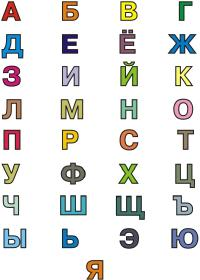 А Б В Г
Д Е Ё Ж
З И Й К
Л М Н О
П Р С Т
У Ф Х Ц
Ч Ш Щ Ъ
Ы Ь Э Ю
Я